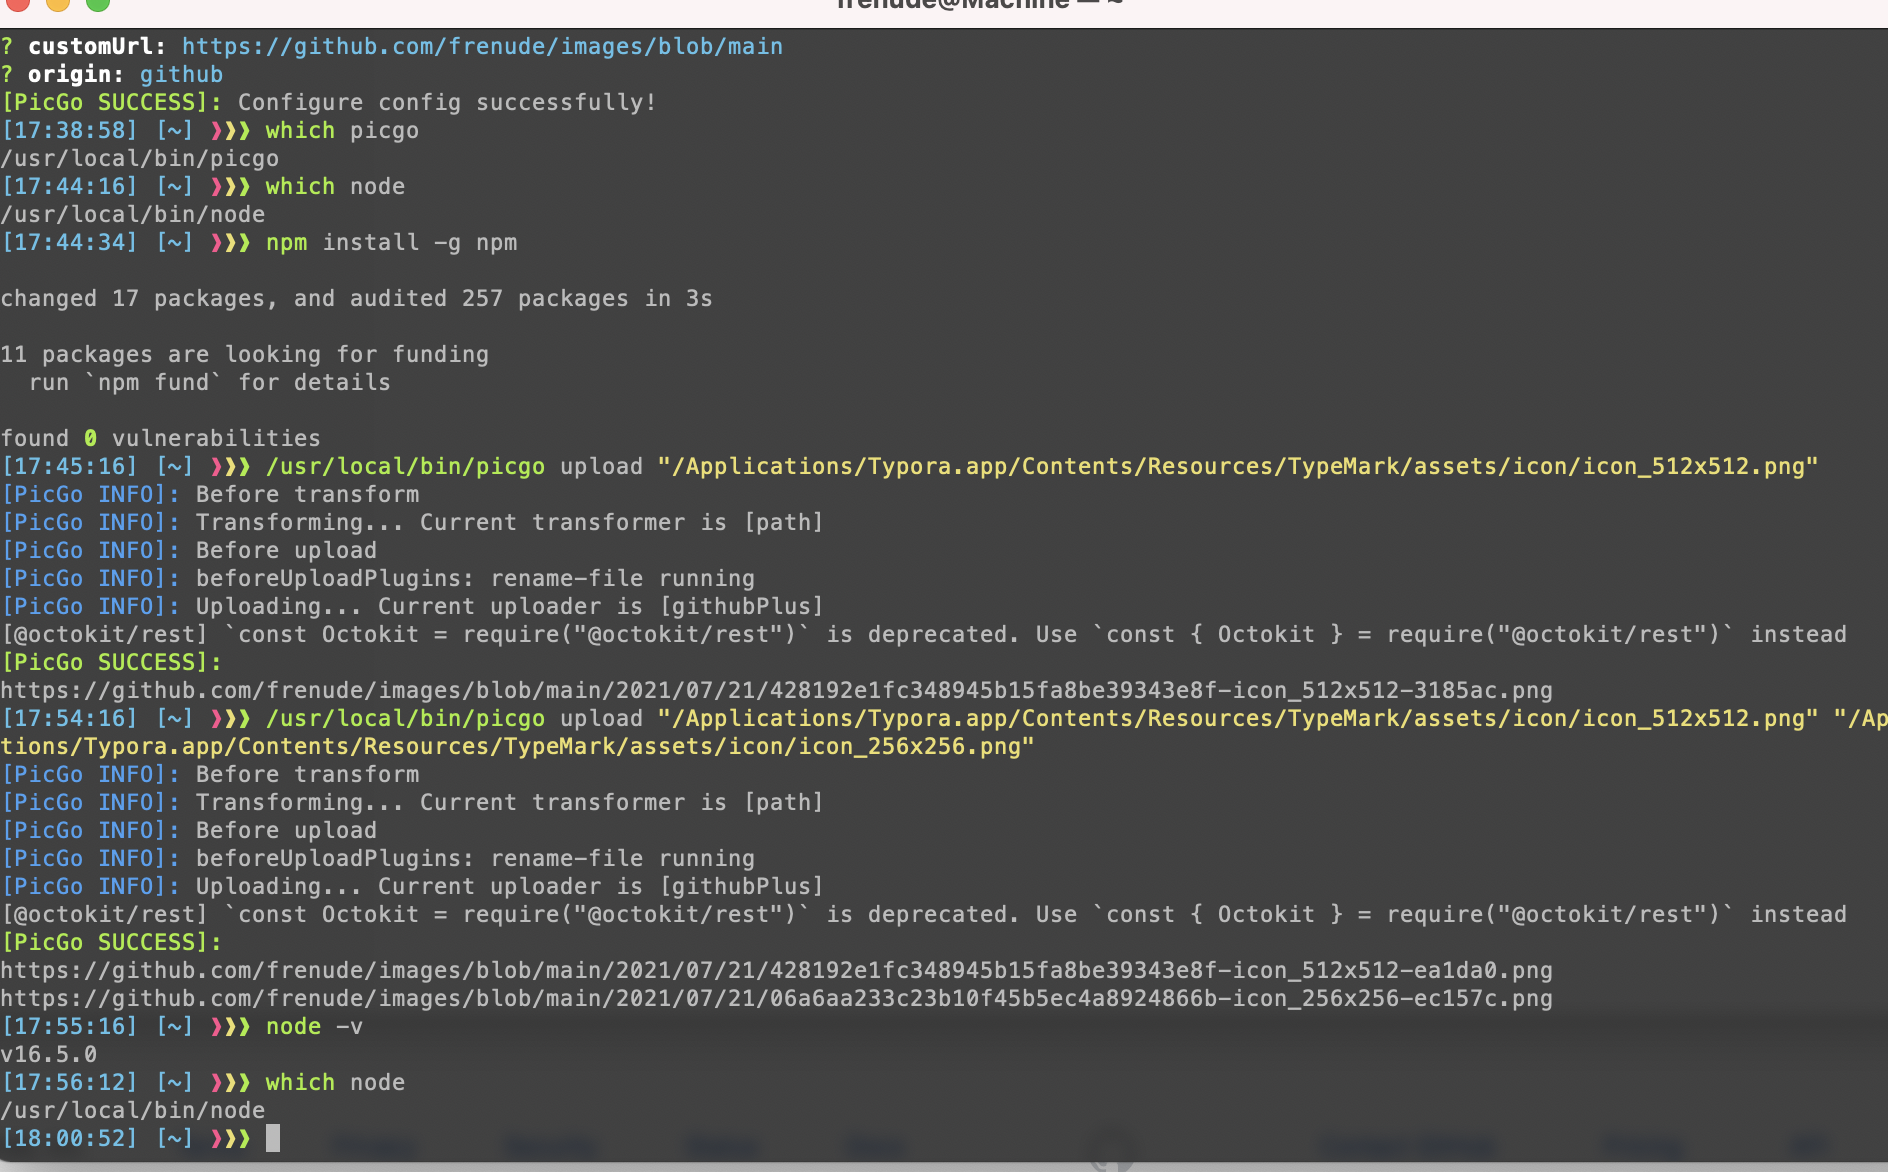 frenude@Machine — ~
? customUrl: https://github.com/frenude/images/blob/main
? origin: github
[PicGo SUCCESS]: Configure config successfully!
[17:38:58] [~] ❯❯❯ which picgo
/usr/local/bin/picgo
[17:44:16] [~] ❯❯❯ which node
/usr/local/bin/node
[17:44:34] [~] ❯❯❯ npm install -g npm
changed 17 packages, and audited 257 packages in 3s
11 packages are looking for funding
  run `npm fund` for details
found 0 vulnerabilities
[17:45:16] [~] ❯❯❯ /usr/local/bin/picgo upload "/Applications/Typora.app/Contents/Resources/TypeMark/assets/icon/icon_512x512.png"
[PicGo INFO]: Before transform
[PicGo INFO]: Transforming... Current transformer is [path]
[PicGo INFO]: Before upload
[PicGo INFO]: beforeUploadPlugins: rename-file running
[PicGo INFO]: Uploading... Current uploader is [githubPlus]
[@octokit/rest] `const Octokit = require("@octokit/rest")` is deprecated. Use `const { Octokit } = require("@octokit/rest")` instead
[PicGo SUCCESS]:
https://github.com/frenude/images/blob/main/2021/07/21/428192e1fc348945b15fa8be39343e8f-icon_512x512-3185ac.png
[17:54:16] [~] ❯❯❯ /usr/local/bin/picgo upload "/Applications/Typora.app/Contents/Resources/TypeMark/assets/icon/icon_512x512.png" "/Ap
tions/Typora.app/Contents/Resources/TypeMark/assets/icon/icon_256x256.png"
[PicGo INFO]: Before transform
[PicGo INFO]: Transforming... Current transformer is [path]
[PicGo INFO]: Before upload
[PicGo INFO]: beforeUploadPlugins: rename-file running
[PicGo INFO]: Uploading... Current uploader is [githubPlus]
[@octokit/rest] `const Octokit = require("@octokit/rest")` is deprecated. Use `const { Octokit } = require("@octokit/rest")` instead
[PicGo SUCCESS]:
https://github.com/frenude/images/blob/main/2021/07/21/428192e1fc348945b15fa8be39343e8f-icon_512x512-ea1da0.png
https://github.com/frenude/images/blob/main/2021/07/21/06a6aa233c23b10f45b5ec4a8924866b-icon_256x256-ec157c.png
[17:55:16] [~] ❯❯❯ node -v
v16.5.0
[17:56:12] [~] ❯❯❯ which node
/usr/local/bin/node
[18:00:52] [~] ❯❯❯